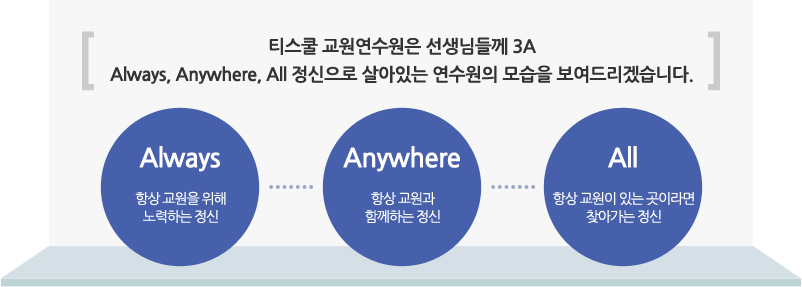 티스쿨 교원연수원은 선생님들께 3A
Always, Anywhere, All 정신으로 살아있는 연수원의 모습을 보여드리겠습니다.
Always
항상 교원을 위해
노력하는 정신
Anywhere
항상 교원과
함께하는 정신
All
항상 교원이 있는 곳이라면
찾아가는 정신